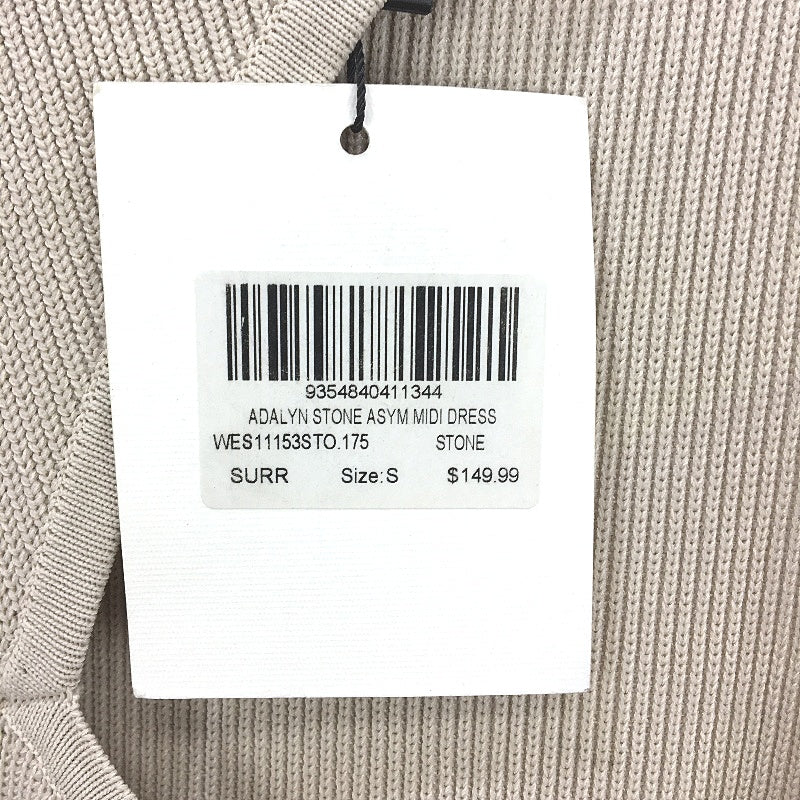 9354840411344
ADALYN STONE ASYM MIDI DRESS
WES11153STO.175 STONE
SURR Size:S $149.99